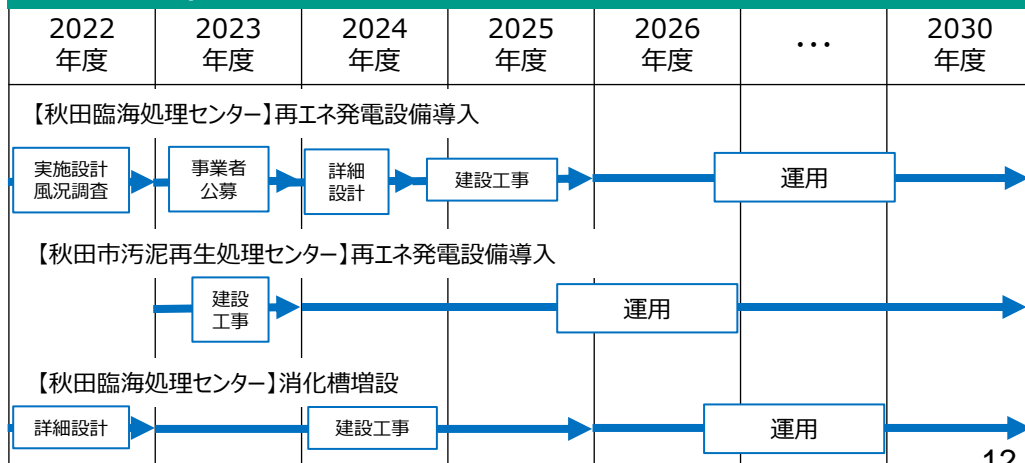 2022
年度
2023
年度
2024
年度
2025
年度
2026
年度
…
2030
年度
【秋田臨海処理センター】再エネ発電設備導入
実施設計
風況調査
事業者
公募
詳細
設計
建設工事
運用
【秋田市汚泥再生処理センター】再エネ発電設備導入
建設
工事
運用
【秋田臨海処理センター】消化槽増設
詳細設計
建設工事
運用
12